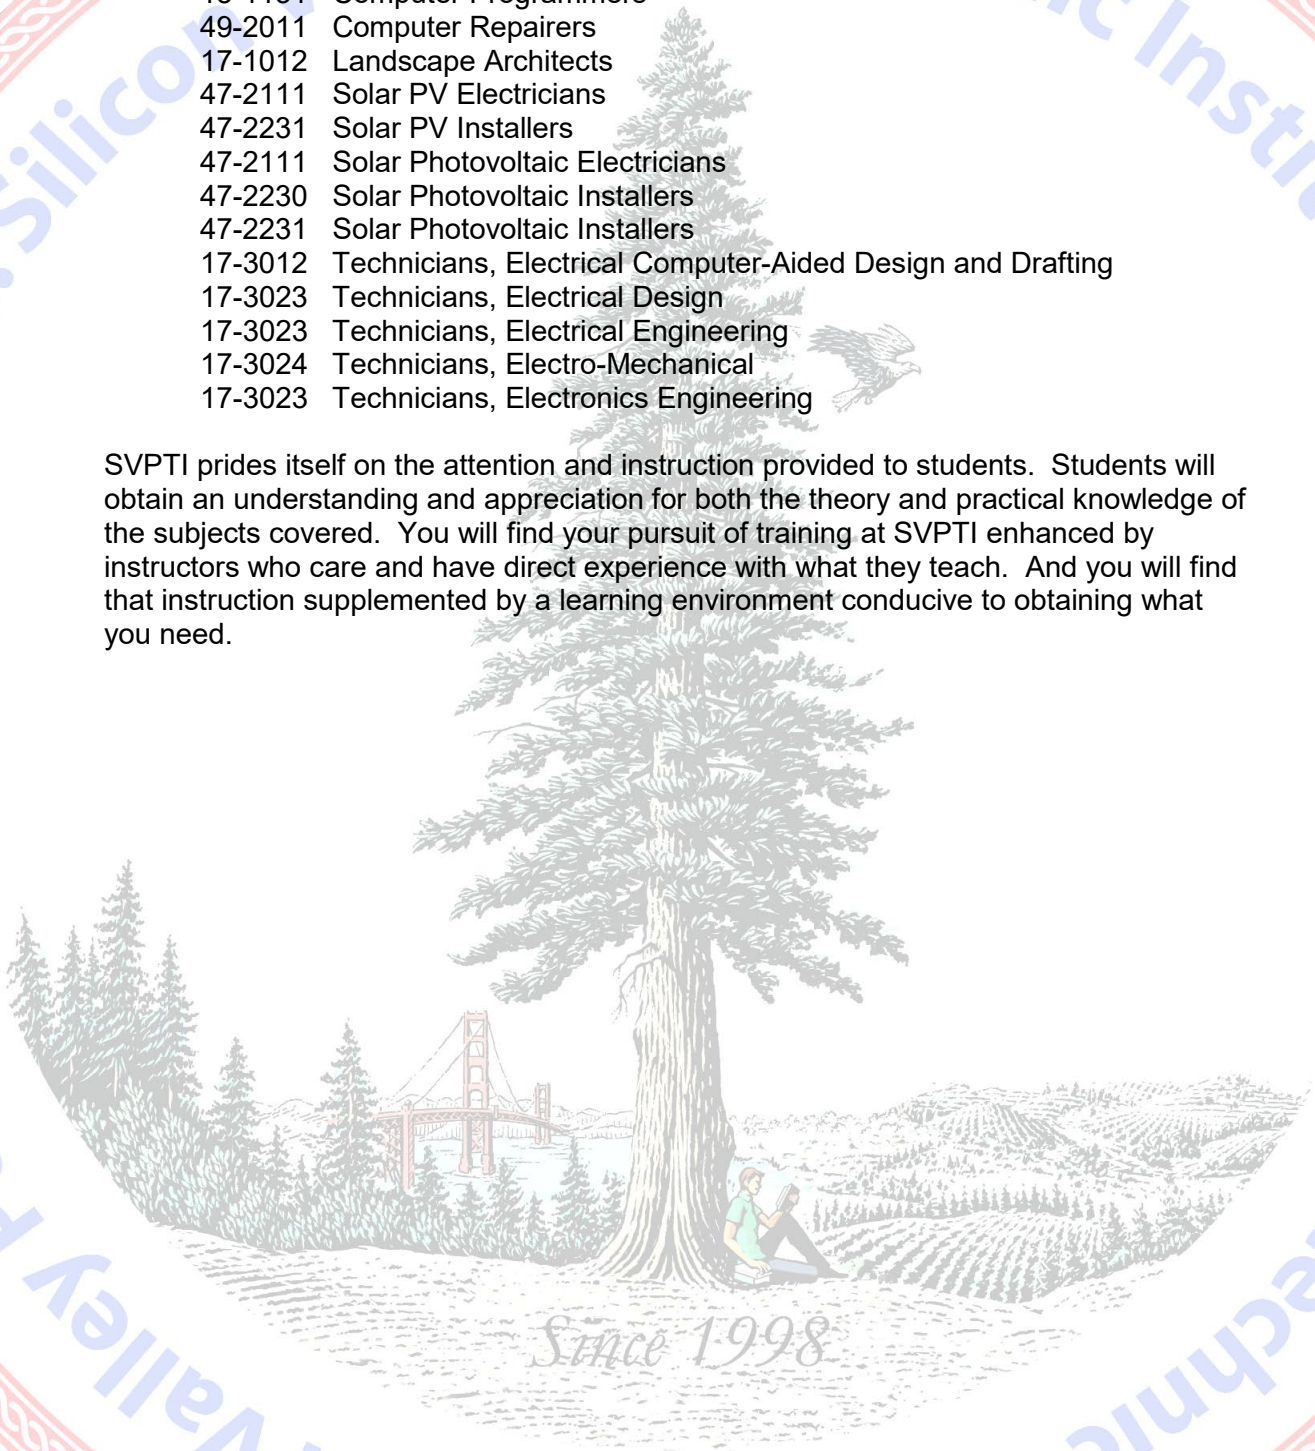 Computer Programmers
49-2011 Computer Repairers
17-1012 Landscape Architects
47-2111 Solar PV Electricians
47-2231 Solar PV Installers
47-2111 Solar Photovoltaic Electricians
47-2230 Solar Photovoltaic Installers
47-2231 Solar Photovoltaic Installers
17-3012 Technicians, Electrical Computer-Aided Design and Drafting
17-3023 Technicians, Electrical Design
17-3023 Technicians, Electrical Engineering
17-3024 Technicians, Electro-Mechanical
17-3023 Technicians, Electronics Engineering
SVPTI prides itself on the attention and instruction provided to students. Students will
obtain an understanding and appreciation for both the theory and practical knowledge of
the subjects covered. You will find your pursuit of training at SVPTI enhanced by
instructors who care and have direct experience with what they teach. And you will find
that instruction supplemented by a learning environment conducive to obtaining what
you need.
Silicon
Valley
Since 1998